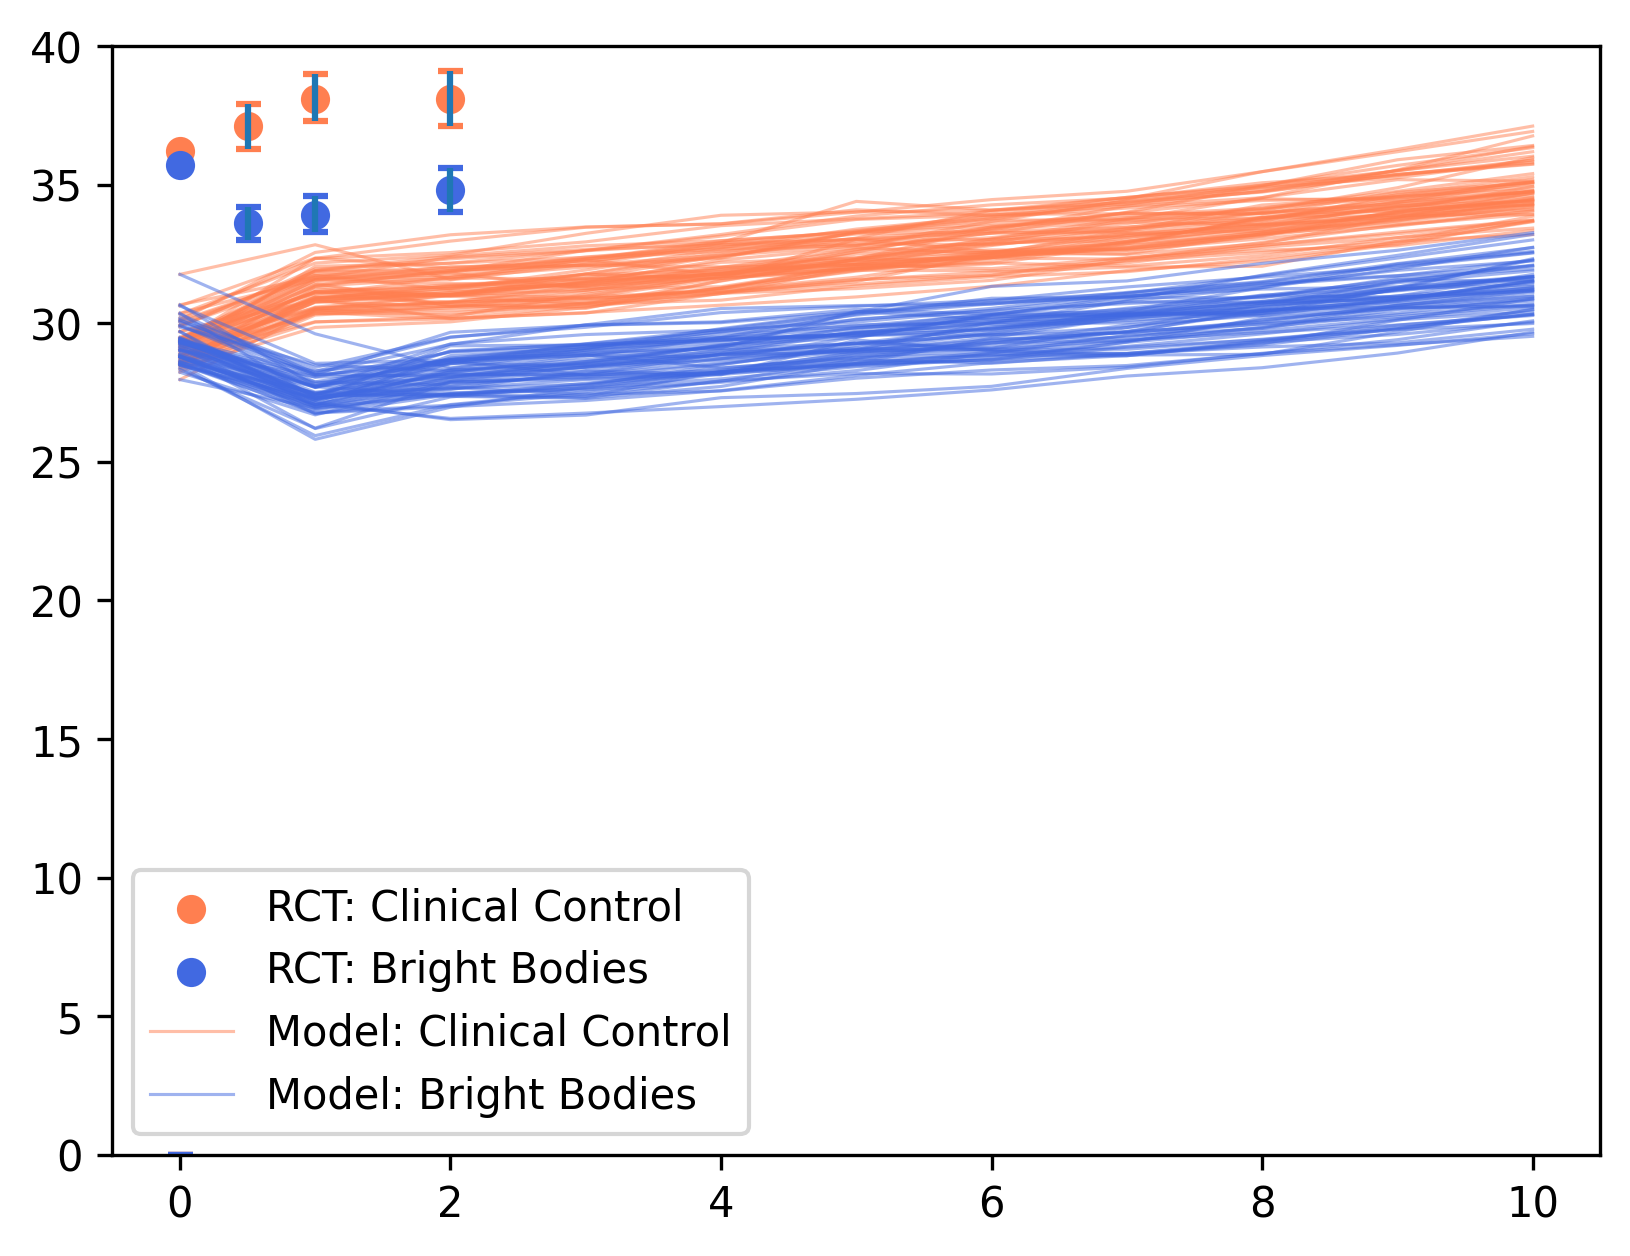 40
35
30
25
20
15
10
5
0
RCT: Clinical Control
RCT: Bright Bodies
Model: Clinical Control
Model: Bright Bodies
0 2 4 6 8 10